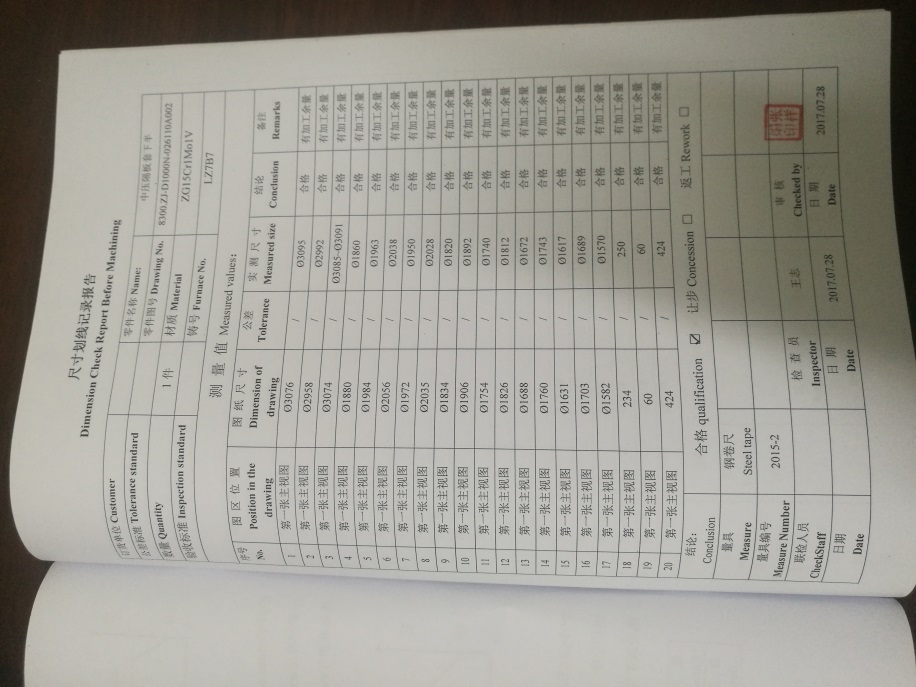 尺寸划线记录报告
Dimension Check Report Before Machining
订货单位 Customer 零件名称 Name: 中压隔板套下半
公差标准 Tolerance standard 零件图号 Drawing No. 8300.ZJ-D1000N-026110A002
数量 Quantity 1 件 材质 Material ZG15Cr1Mo1V
验收标准 Inspection standard 铸号 Furnace No. LZ7B7
测 量 值 Measured values:
序号 图 区 位 置 图 纸 尺 寸 公差 实 测 尺 寸 结论 备注
No. Position in the drawing Dimension of drawing Tolerance Measured size Conclusion Remarks
1 第一张主视图 Ø3076 / Ø3095 合格 有加工余量
2 第一张主视图 Ø2958 / Ø2992 合格 有加工余量
3 第一张主视图 Ø3074 / Ø3085~Ø3091 合格 有加工余量
4 第一张主视图 Ø1880 / Ø1860 合格 有加工余量
5 第一张主视图 Ø1984 / Ø1963 合格 有加工余量
6 第一张主视图 Ø2056 / Ø2038 合格 有加工余量
7 第一张主视图 Ø1972 / Ø1950 合格 有加工余量
8 第一张主视图 Ø2035 / Ø2028 合格 有加工余量
9 第一张主视图 Ø1834 / Ø1820 合格 有加工余量
10 第一张主视图 Ø1906 / Ø1892 合格 有加工余量
11 第一张主视图 Ø1754 / Ø1740 合格 有加工余量
12 第一张主视图 Ø1826 / Ø1812 合格 有加工余量
13 第一张主视图 Ø1688 / Ø1672 合格 有加工余量
14 第一张主视图 Ø1760 / Ø1743 合格 有加工余量
15 第一张主视图 Ø1631 / Ø1617 合格 有加工余量
16 第一张主视图 Ø1703 / Ø1689 合格 有加工余量
17 第一张主视图 Ø1582 / Ø1570 合格 有加工余量
18 第一张主视图 234 / 250 合格 有加工余量
19 第一张主视图 60 / 60 合格 有加工余量
20 第一张主视图 424 / 424 合格 有加工余量
结论: 合格 qualification ☑ 让步 Concession □ 返工 Rework □
Conclusion
量具 钢卷尺
Measure Steel tape
量具编号 2015-2
Measure Number
联检人员 检 查 员 王志 审 核
CheckStaff Inspector Checked by
日期 日 期 2017.07.28 日 期 2017.07.28
Date Date Date